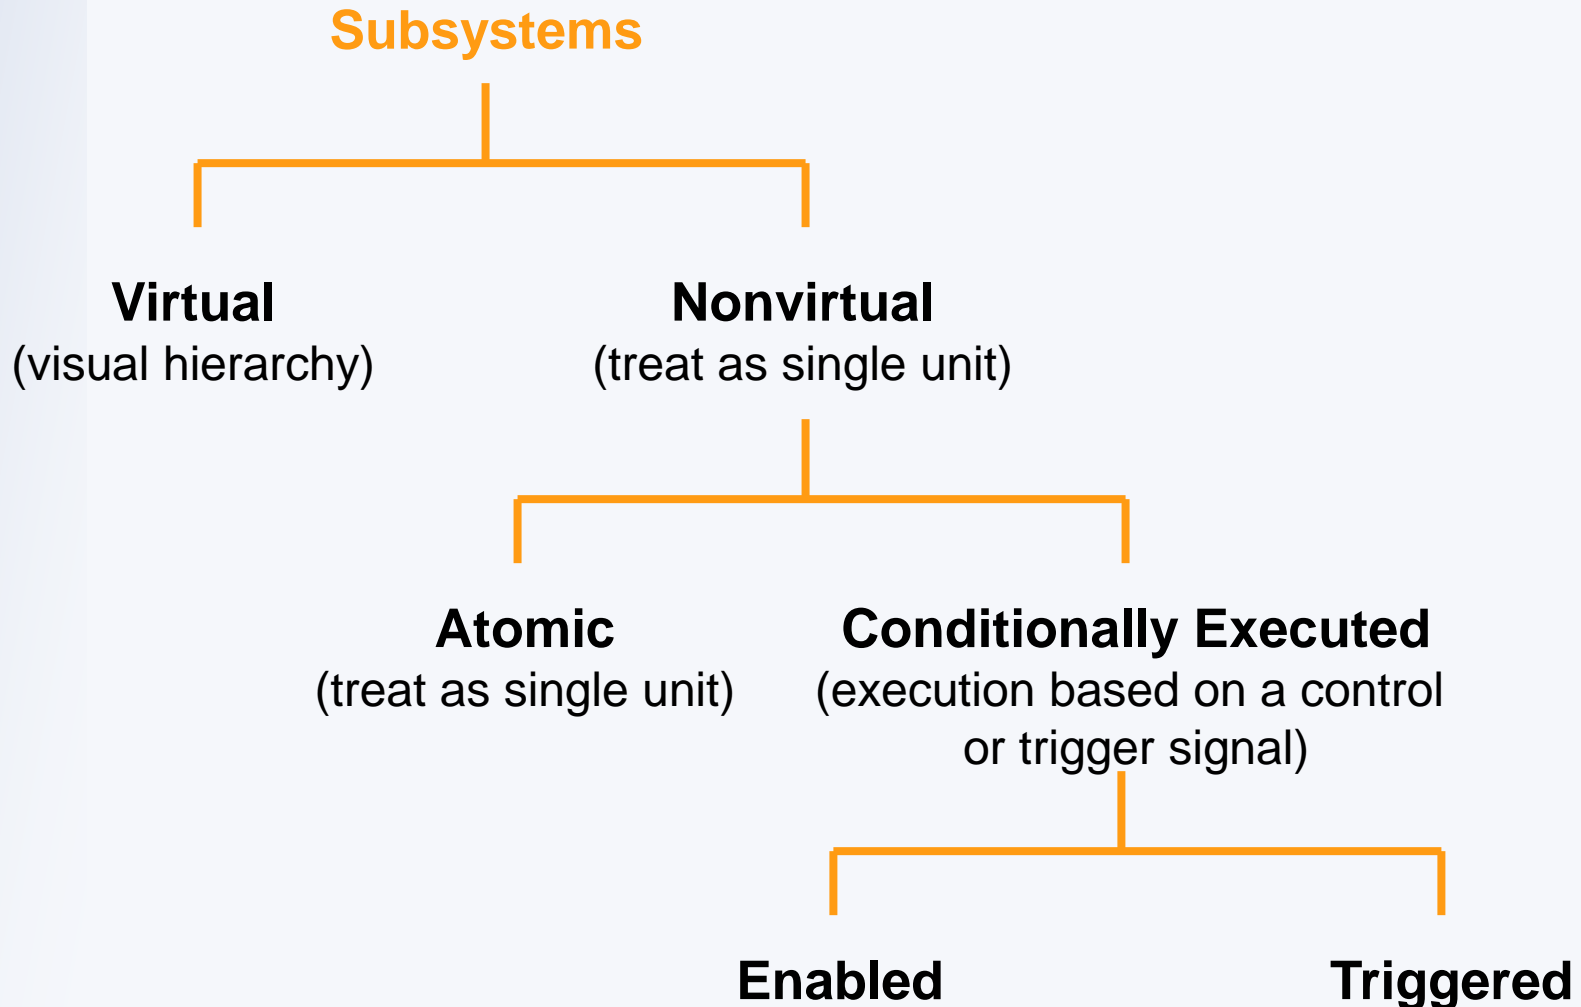 Subsystems
Virtual
(visual hierarchy)
Nonvirtual
(treat as single unit)
Atomic
(treat as single unit)
Conditionally Executed
(execution based on a control
or trigger signal)
Enabled
Triggered